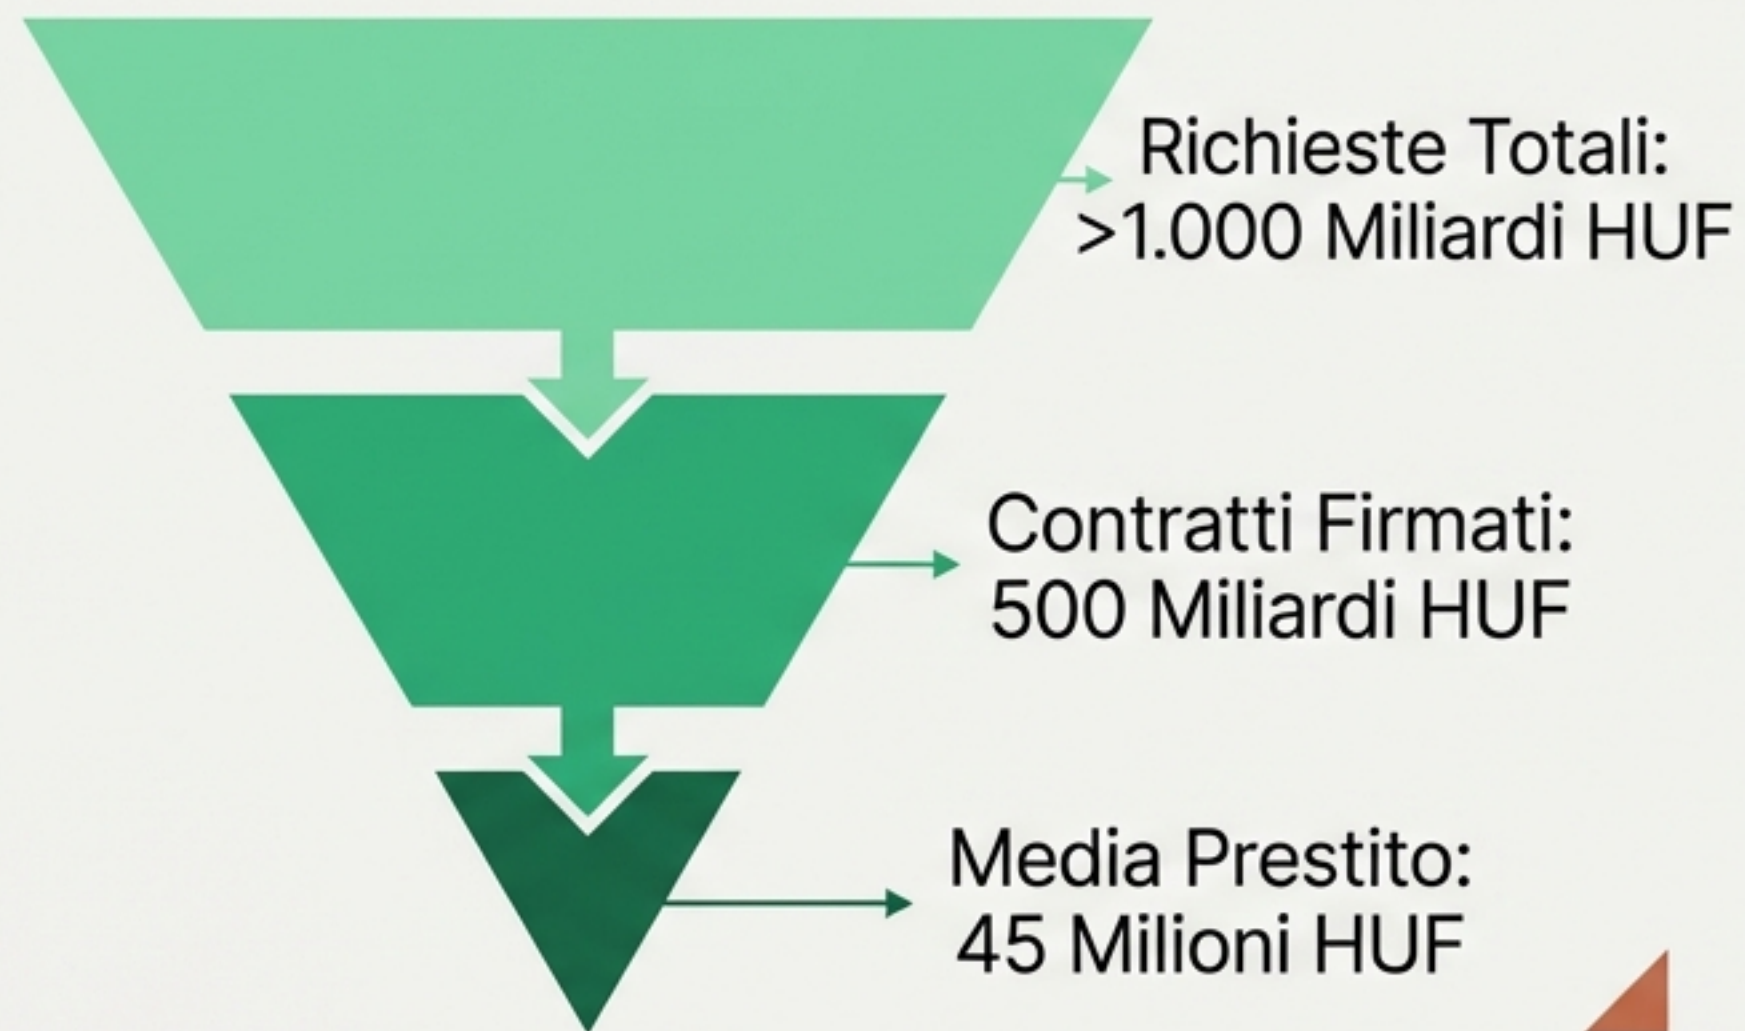 Richieste Totali:
>1.000 Miliardi HUF
Contratti Firmati:
500 Miliardi HUF
Media Prestito:
45 Milioni HUF